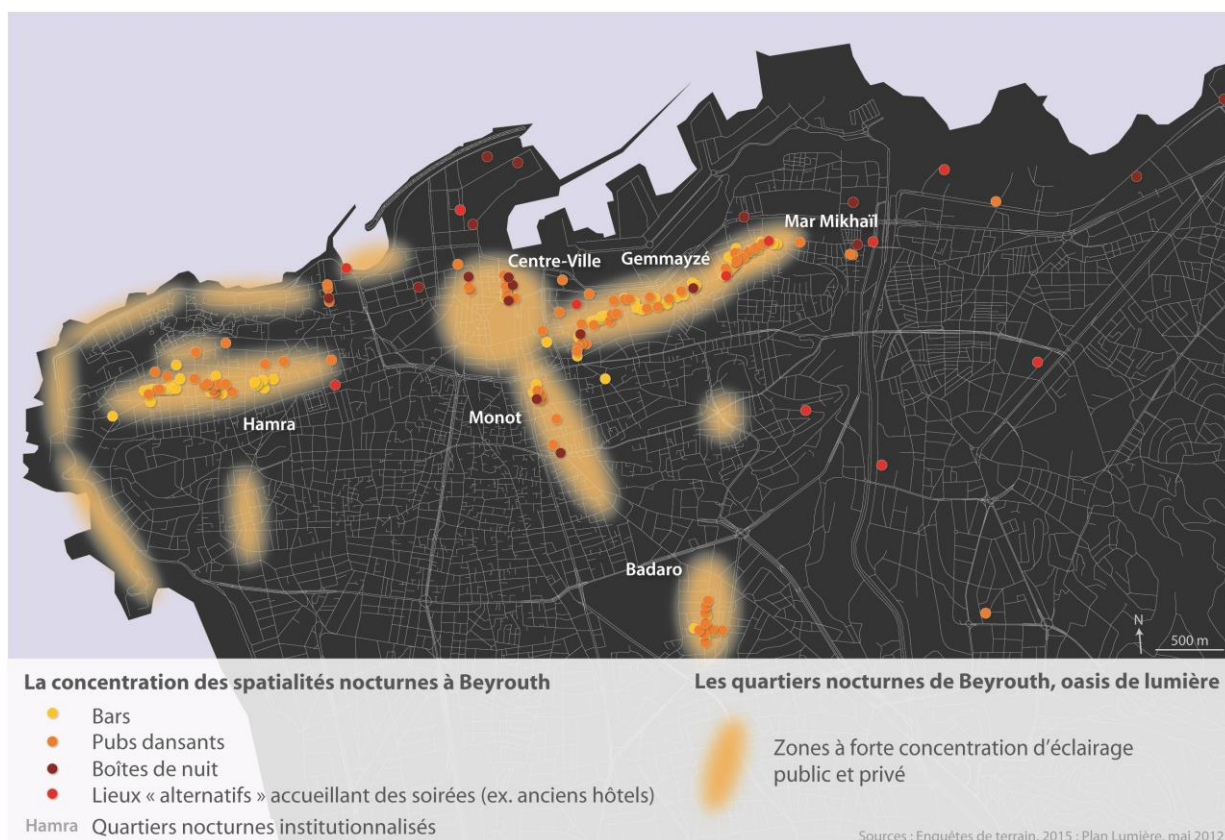 Mar Mikhaïl
Centre-Ville
Gemmayzé
Hamra
Monot
Badaro
N
500 m
La concentration des spatialités nocturnes à Beyrouth
Bars
Pubs dansants
Boîtes de nuit
Lieux « alternatifs » accueillant des soirées (ex. anciens hôtels)
Hamra Quartiers nocturnes institutionnalisés
Les quartiers nocturnes de Beyrouth, oasis de lumière
Zones à forte concentration d'éclairage
public et privé
Sources : Enquêtes de terrain, 2015 ; Plan Lumière, mai 2012